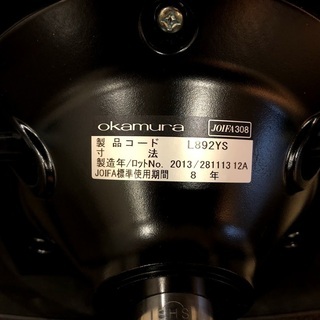 okamura JOIFA308
製品コード L892YS
寸法
製造年/ロットNo. 2013/281113 12A
JOIFA標準使用期間 8 年